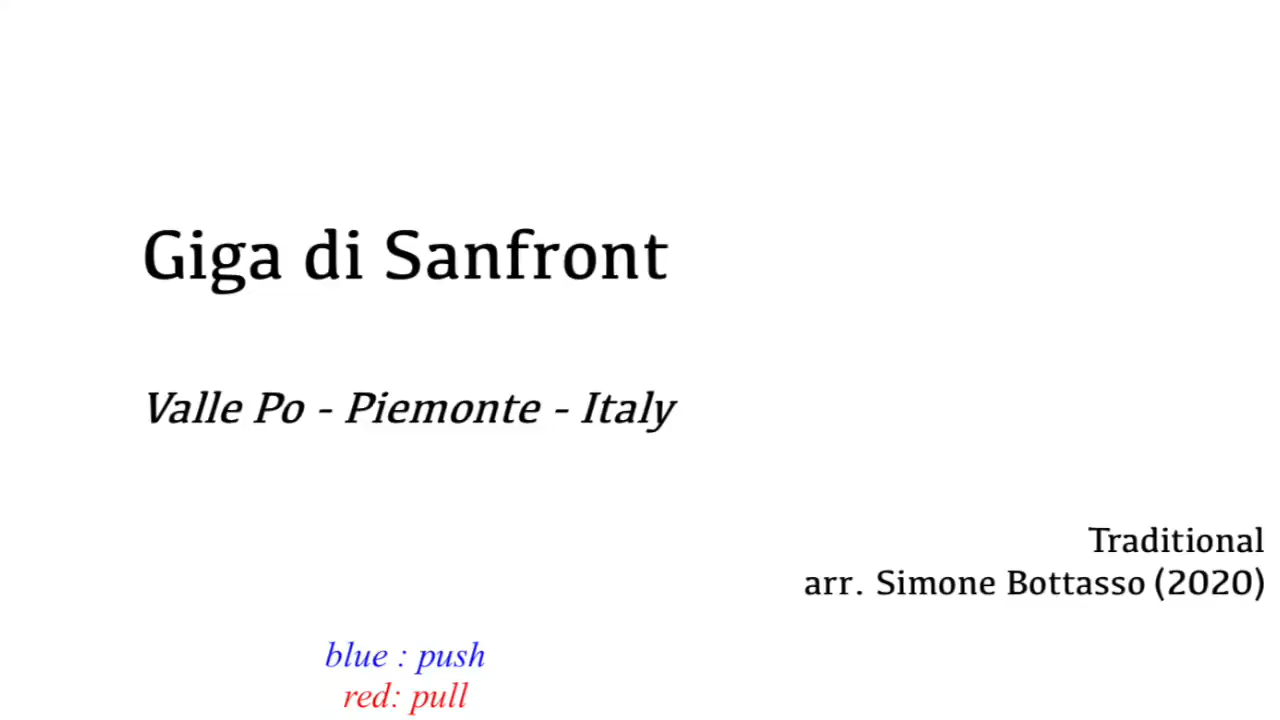 Giga di Sanfront
Valle Po - Piemonte - Italy
Traditional
arr. Simone Bottasso (2020)
blue : push
red: pull